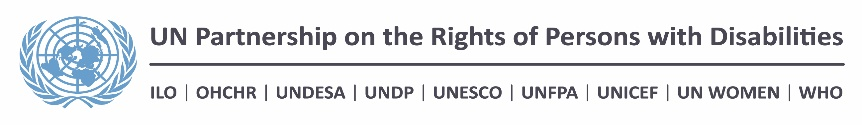 UN Partnership on the Rights of Persons with Disabilities
ILO | OHCHR | UNDESA | UNDP | UNESCO | UNFPA | UNICEF | UN WOMEN | WHO